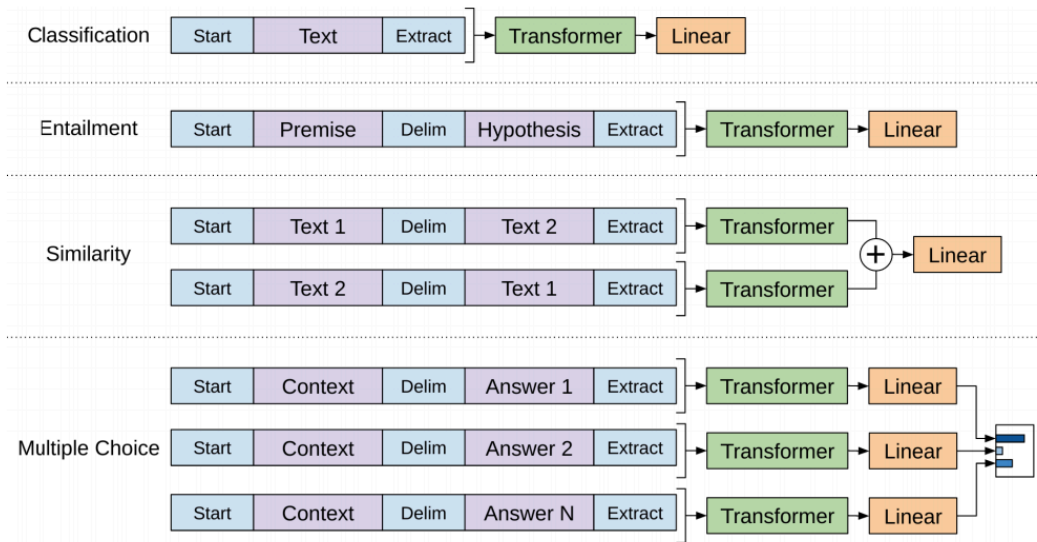 Classification Start Text Extract Transformer Linear
Entailment Start Premise Delim Hypothesis Extract Transformer Linear
Start Text 1 Delim Text 2 Extract Transformer
Similarity + Linear
Start Text 2 Delim Text 1 Extract Transformer
Start Context Delim Answer 1 Extract Transformer Linear
Multiple Choice Start Context Delim Answer 2 Extract Transformer Linear
Start Context Delim Answer N Extract Transformer Linear